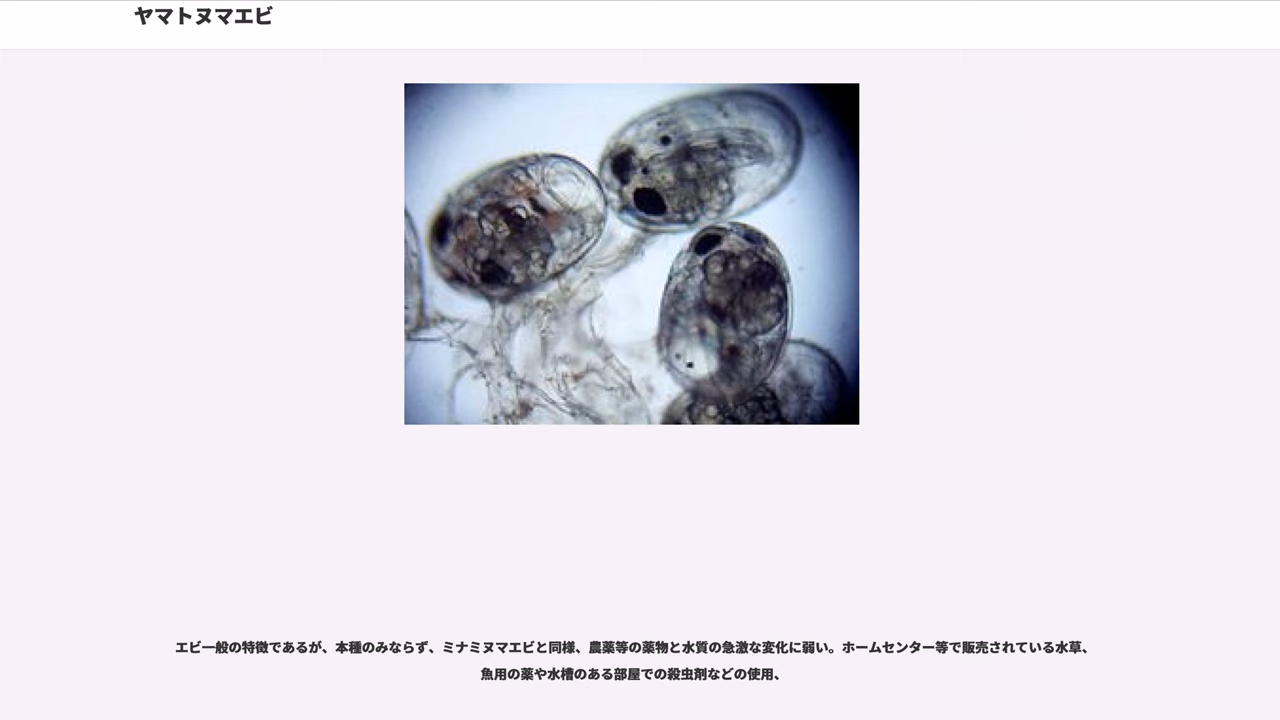 ヤマトヌマエビ
エビ一般の特徴であるが、本種のみならず、ミナミヌマエビと同様、農薬等の薬物と水質の急激な変化に弱い。ホームセンター等で販売されている水草、
魚用の薬や水槽のある部屋での殺虫剤などの使用、